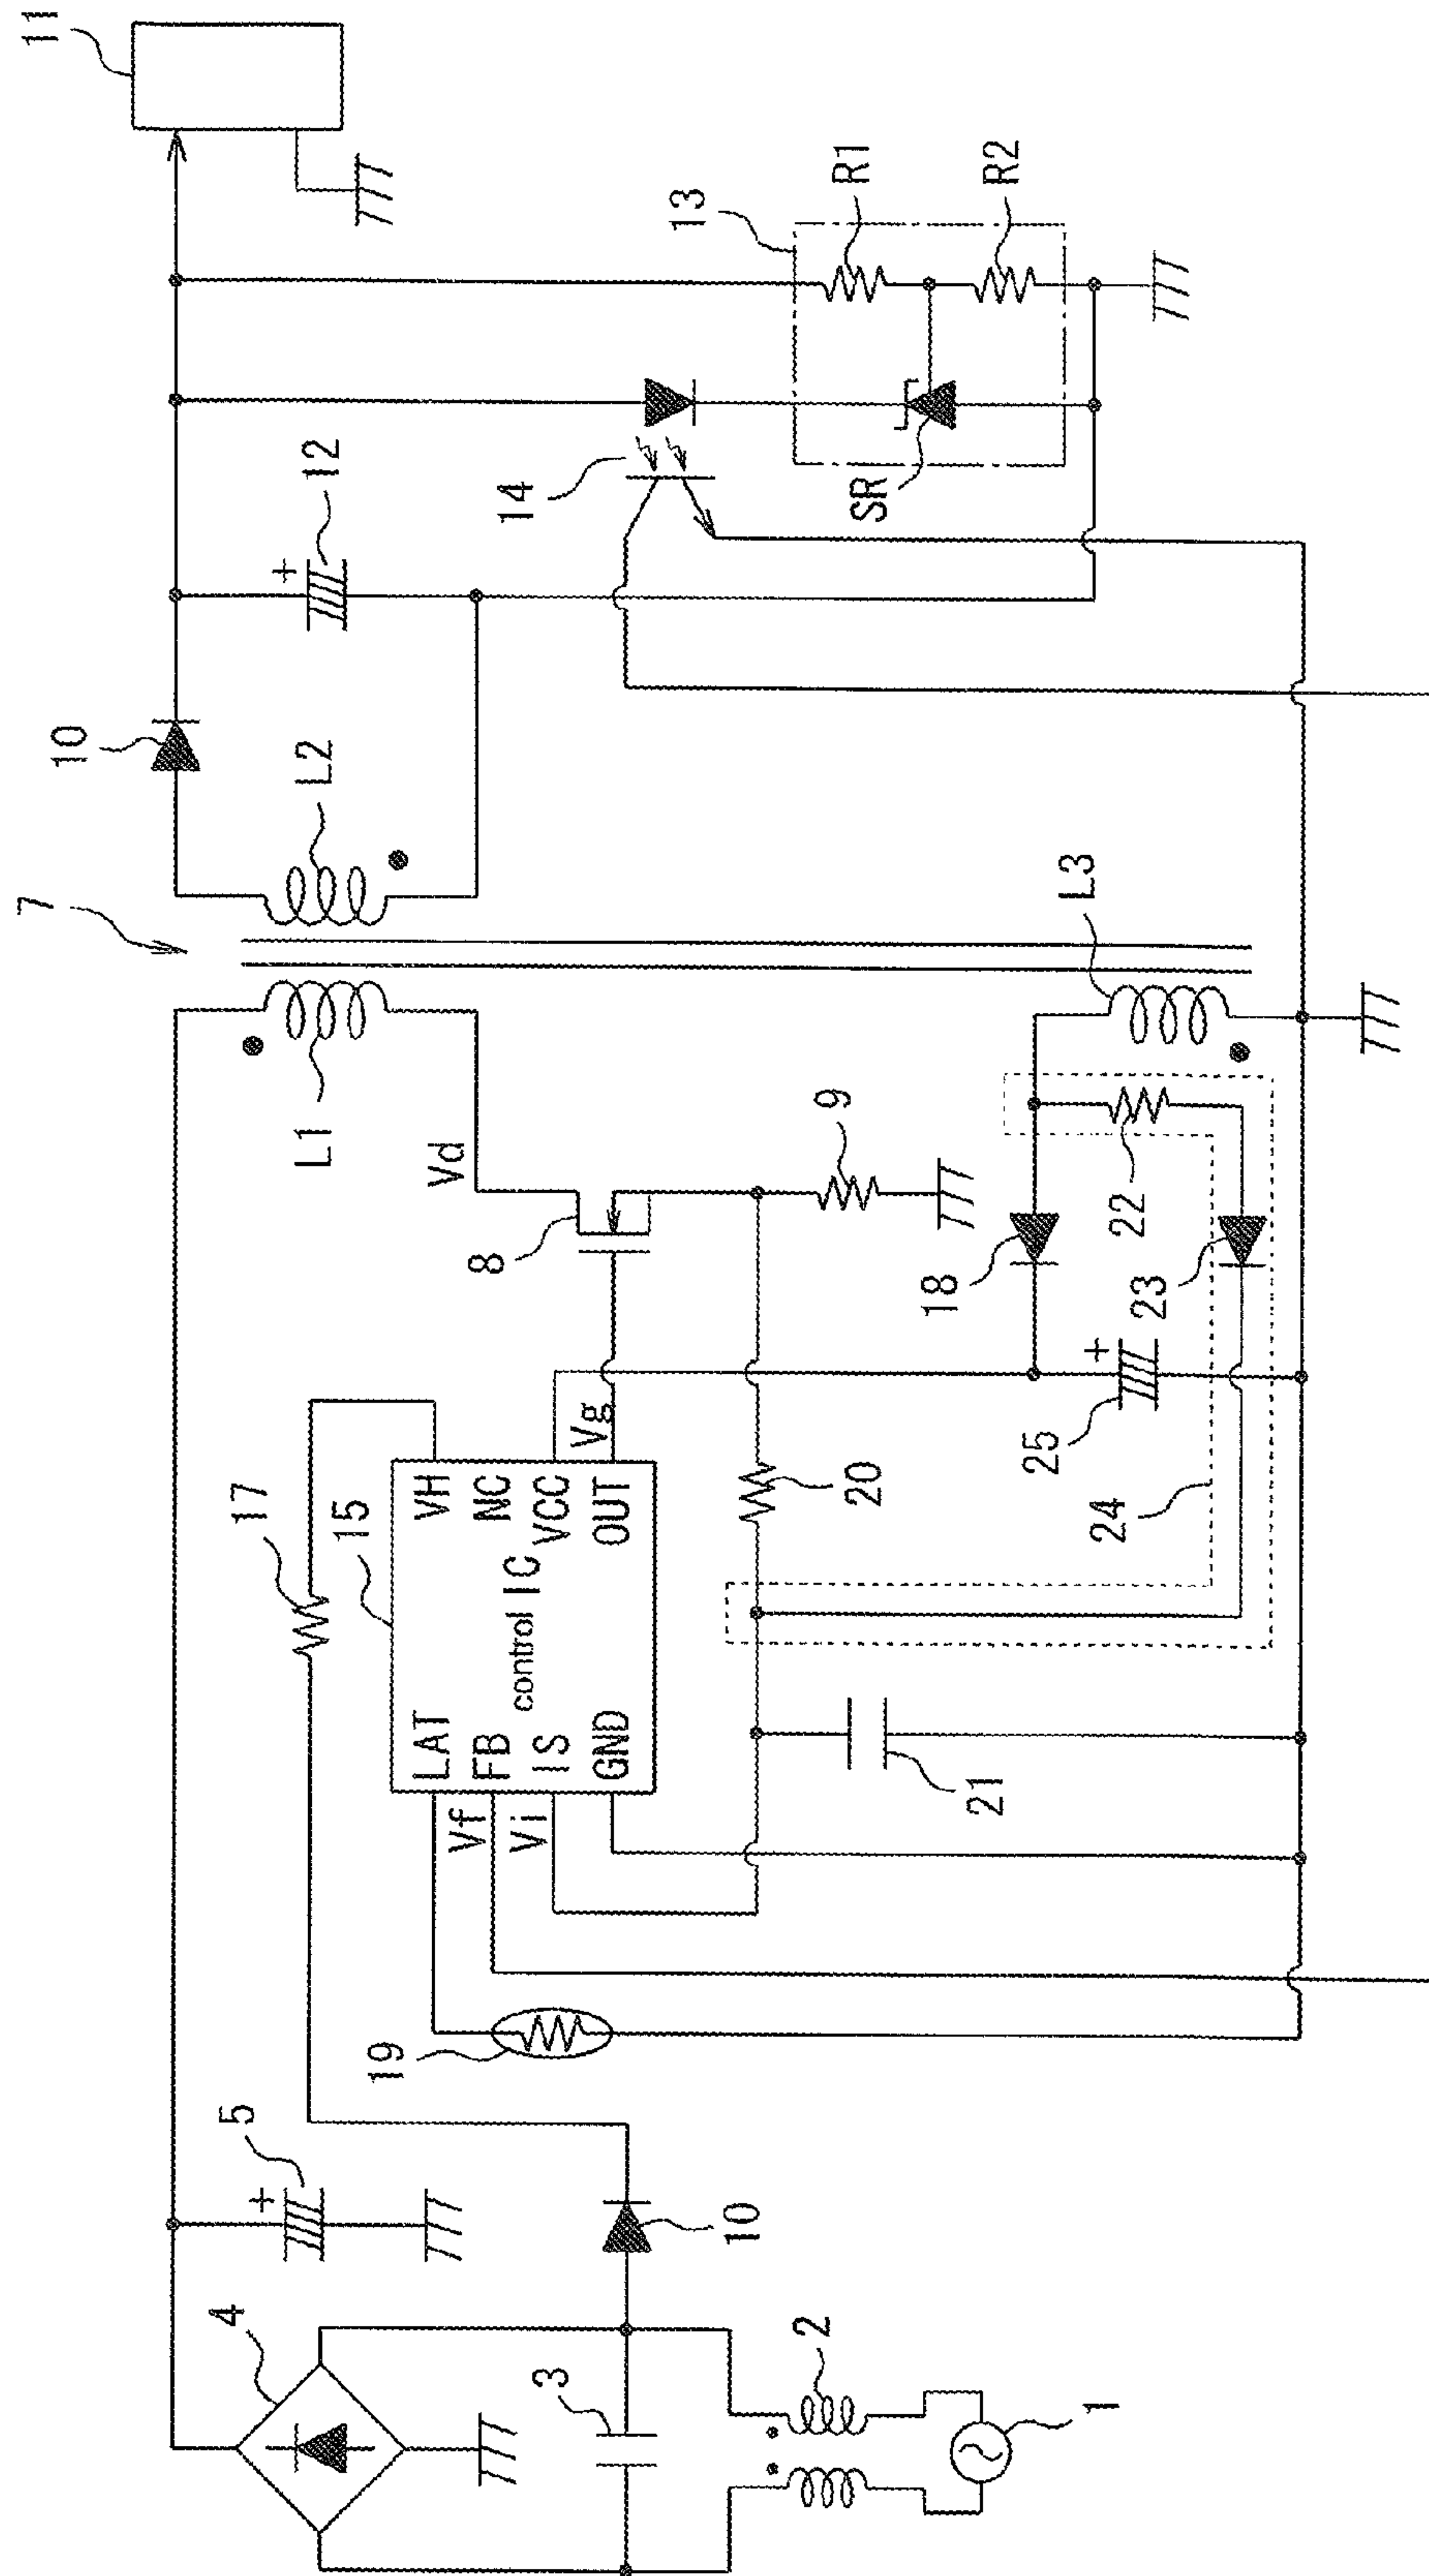 11
R1
R2
13
12
14
SR
10
L2
7
L3
L1
Vd
9
8
22
18
23
Vg
25
20
24
17
15
VH
NC
VCC
OUT
control IC
LAT
FB
IS
GND
Vf
Vi
21
19
5
10
4
3
2
1
+
+
+